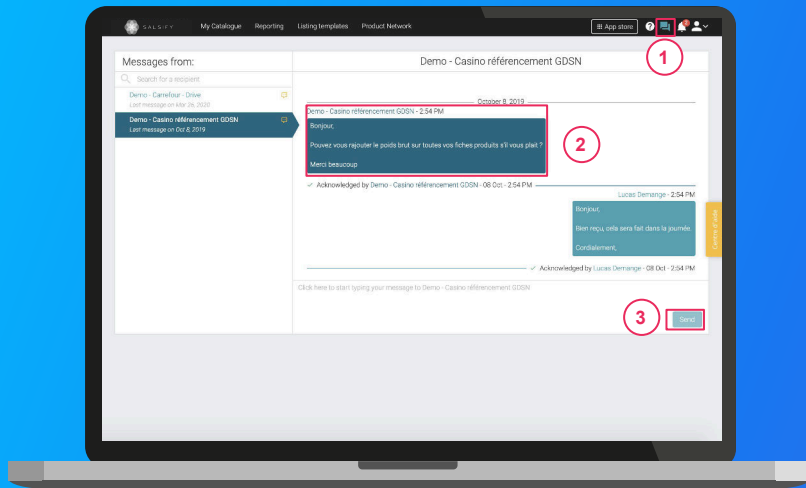 SALSIFY
My Catalogue
Reporting
Listing templates
Product Network
App store
2
1
Messages from:
Search for a recipient
Demo - Carrefour - Drive
Last message on Mar 26, 2020
Demo - Casino référencement GDSN
Last message on Oct 8, 2019
Demo - Casino référencement GDSN
October 8, 2019
Demo - Casino référencement GDSN - 2:54 PM
Bonjour,
Pouvez vous rajouter le poids brut sur toutes vos fiches produits s'il vous plait ?
Merci beaucoup
Acknowledged by Demo - Casino référencement GDSN - 08 Oct - 2:54 PM
Lucas Demange - 2:54 PM
Bonjour,
Bien reçu, cela sera fait dans la journée.
Cordialement,
Acknowledged by Lucas Demange - 08 Oct - 2:54 PM
Click here to start typing your message to Demo - Casino référencement GDSN
3
Send
Centre d'aide